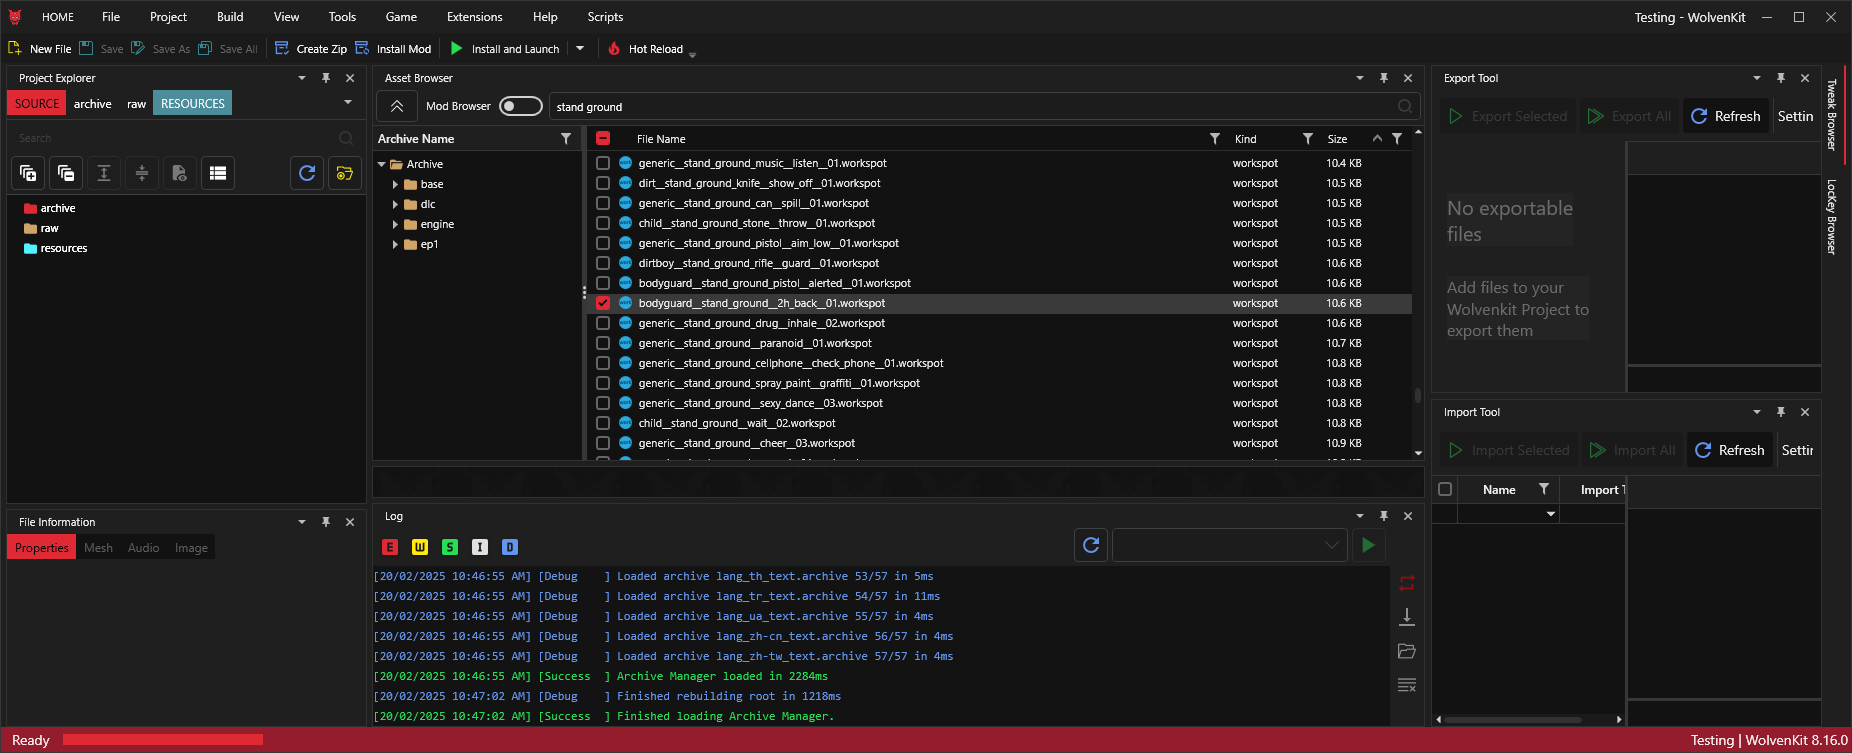 HOME File Project Build View Tools Game Extensions Help Scripts
Testing - WolvenKit
New File Save Save As Save All Create Zip Install Mod Install and Launch Hot Reload
Project Explorer
SOURCE archive raw RESOURCES
Search
archive
raw
resources
File Information
Properties Mesh Audio Image
Asset Browser
Mod Browser stand ground
Archive Name
Archive
base
dlc
engine
ep1
File Name Kind Size
generic__stand_ground_music_listen__01.workspot workspot 10.4 KB
dirt__stand_ground_knife__show_off__01.workspot workspot 10.5 KB
generic__stand_ground_can__spill__01.workspot workspot 10.5 KB
child__stand_ground_stone__throw__01.workspot workspot 10.5 KB
generic__stand_ground_pistol__aim_low__01.workspot workspot 10.5 KB
dirtboy__stand_ground_rifle__guard__01.workspot workspot 10.6 KB
bodyguard__stand_ground_pistol__alerted__01.workspot workspot 10.6 KB
bodyguard__stand_ground__2h_back__01.workspot workspot 10.6 KB
generic__stand_ground_drug__inhale__02.workspot workspot 10.6 KB
generic__stand_ground__paranoid__01.workspot workspot 10.7 KB
generic__stand_ground_cellphone__check_phone__01.workspot workspot 10.8 KB
generic__stand_ground_spray_paint__graffiti__01.workspot workspot 10.8 KB
generic__stand_ground__sexy_dance__03.workspot workspot 10.8 KB
child__stand_ground__wait__02.workspot workspot 10.8 KB
generic__stand_ground__cheer__03.workspot workspot 10.9 KB
Log
E W S I D
[20/02/2025 10:46:55 AM] [Debug ] Loaded archive lang_th_text.archive 53/57 in 5ms
[20/02/2025 10:46:55 AM] [Debug ] Loaded archive lang_tr_text.archive 54/57 in 11ms
[20/02/2025 10:46:55 AM] [Debug ] Loaded archive lang_ua_text.archive 55/57 in 4ms
[20/02/2025 10:46:55 AM] [Debug ] Loaded archive lang_zh-cn_text.archive 56/57 in 4ms
[20/02/2025 10:46:55 AM] [Debug ] Loaded archive lang_zh-tw_text.archive 57/57 in 4ms
[20/02/2025 10:46:55 AM] [Success ] Archive Manager loaded in 2284ms
[20/02/2025 10:47:02 AM] [Debug ] Finished rebuilding root in 1218ms
[20/02/2025 10:47:02 AM] [Success ] Finished loading Archive Manager.
Export Tool
Export Selected Export All Refresh Settin
No exportable
files
Add files to your
Wolvenkit Project to
export them
Import Tool
Import Selected Import All Refresh Settin
Name Import T
Tweak Browser
LocKey Browser
Ready
Testing | WolvenKit 8.16.0